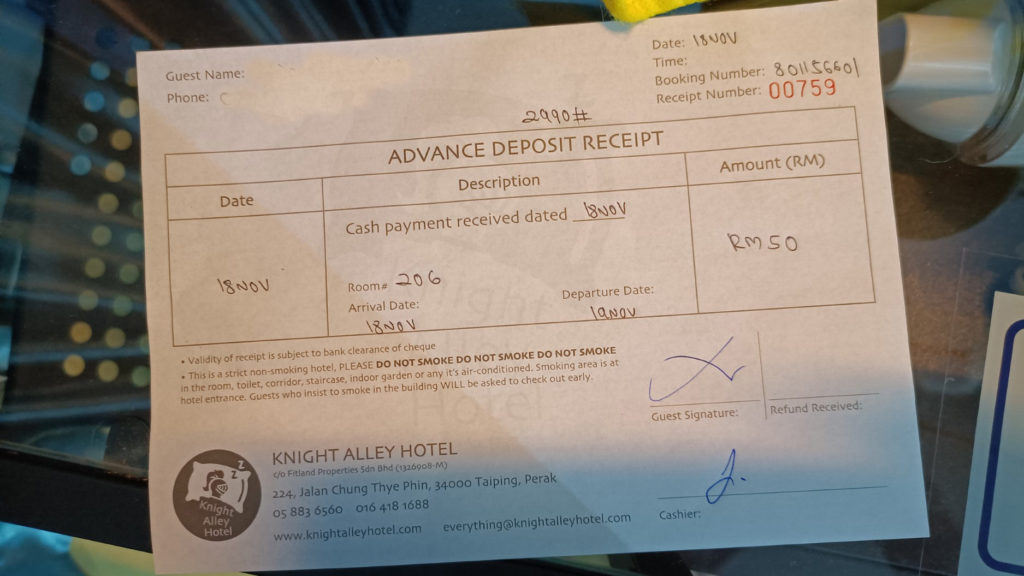 Guest Name:
Phone:
Date: 18NOV
Time:
Booking Number: 801156601
Receipt Number: 00759
2990#
ADVANCE DEPOSIT RECEIPT
Date Description Amount (RM)
Cash payment received dated 18NOV
18NOV RM 50
Room# 206
Arrival Date: Departure Date:
18NOV 19NOV
• Validity of receipt is subject to bank clearance of cheque
• This is a strict non-smoking hotel, PLEASE DO NOT SMOKE DO NOT SMOKE DO NOT SMOKE
in the room, toilet, corridor, staircase, indoor garden or any it's air-conditioned. Smoking area is at
hotel entrance. Guests who insist to smoke in the building WILL be asked to check out early.
Guest Signature: Refund Received:
KNIGHT ALLEY HOTEL
c/o Fitland Properties Sdn Bhd (1326908-M)
224, Jalan Chung Thye Phin, 34000 Taiping, Perak
05 883 6560 016 418 1688
www.knightalleyhotel.com everything@knightalleyhotel.com
Cashier:
z z z
Knight
Alley
Hotel